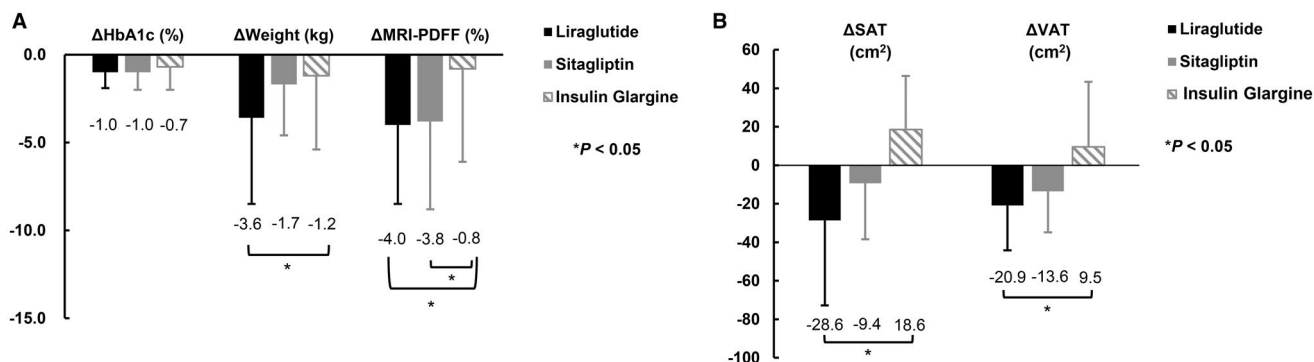 A
ΔHbA1c (%) ΔWeight (kg) ΔMRI-PDFF (%)
0.0
-5.0
-10.0
-15.0
-1.0 -1.0 -0.7
-3.6 -1.7 -1.2
*
-4.0 -3.8 -0.8
*
*
Liraglutide
Sitagliptin
Insulin Glargine
*P < 0.05
B
ΔSAT
(cm²)
ΔVAT
(cm²)
60
40
20
0
-20
-40
-60
-80
-100
-28.6 -9.4 18.6
*
-20.9 -13.6 9.5
*
Liraglutide
Sitagliptin
Insulin Glargine
*P < 0.05